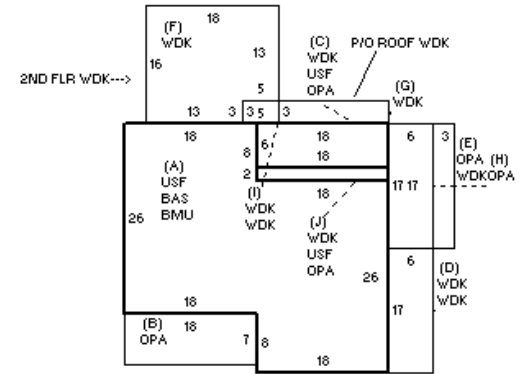 18
(F)
WDK
13
16
2ND FLR WDK--->
5
13 3 3 5 3
(C)
WDK
USF
OPA
P/O ROOF WDK
(G)
WDK
18
18
6
8
18
2
18
(A)
USF
BAS
BMU
26
(I)
WDK
WDK
(J)
WDK
USF
OPA
6
3
(E)
OPA (H)
WDKOPA
17 17
26
6
(D)
WDK
WDK
17
18
(B)
OPA
18
7
8
18